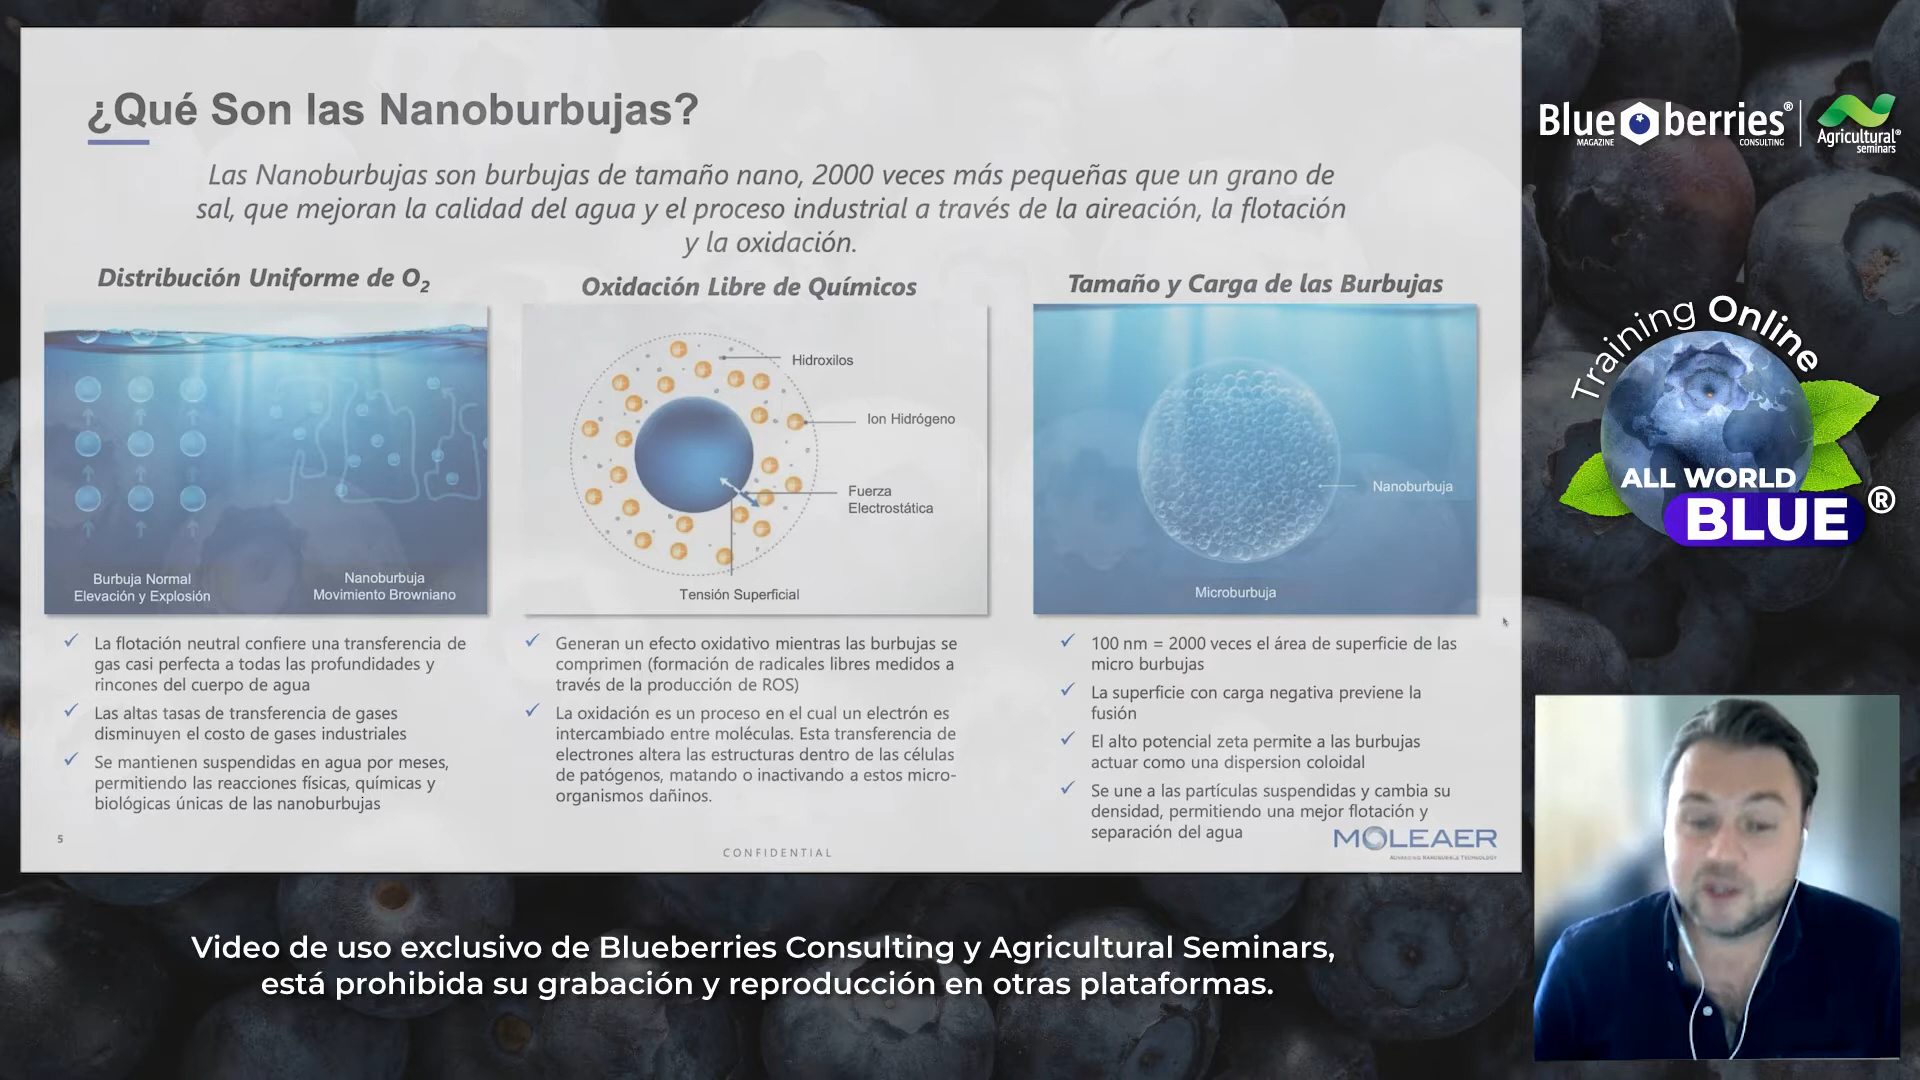 ¿Qué Son las Nanoburbujas?
Las Nanoburbujas son burbujas de tamaño nano, 2000 veces más pequeñas que un grano de
sal, que mejoran la calidad del agua y el proceso industrial a través de la aireación, la flotación
y la oxidación.
Distribución Uniforme de O2
Burbuja Normal
Elevación y Explosión
Nanoburbuja
Movimiento Browniano
La flotación neutral confiere una transferencia de
gas casi perfecta a todas las profundidades y
rincones del cuerpo de agua
Las altas tasas de transferencia de gases
disminuyen el costo de gases industriales
Se mantienen suspendidas en agua por meses,
permitiendo las reacciones físicas, químicas y
biológicas únicas de las nanoburbujas
Oxidación Libre de Químicos
Hidroxilos
Ion Hidrógeno
Fuerza
Electrostática
Tensión Superficial
Generan un efecto oxidativo mientras las burbujas se
comprimen (formación de radicales libres medidos a
través de la producción de ROS)
La oxidación es un proceso en el cual un electrón es
intercambiado entre moléculas. Esta transferencia de
electrones altera las estructuras dentro de las células
de patógenos, matando o inactivando a estos micro-
organismos dañinos.
Tamaño y Carga de las Burbujas
Nanoburbuja
Microburbuja
100 nm = 2000 veces el área de superficie de las
micro burbujas
La superficie con carga negativa previene la
fusión
El alto potencial zeta permite a las burbujas
actuar como una dispersion coloidal
Se une a las partículas suspendidas y cambia su
densidad, permitiendo una mejor flotación y
separación del agua
5
CONFIDENTIAL
MOLEAER
ADVANCING NANOBUBBLE TECHNOLOGY
Blueberries®
MAGAZINE
CONSULTING
Agricultural®
seminars
Training Online
ALL WORLD
BLUE®
Video de uso exclusivo de Blueberries Consulting y Agricultural Seminars,
está prohibida su grabación y reproducción en otras plataformas.